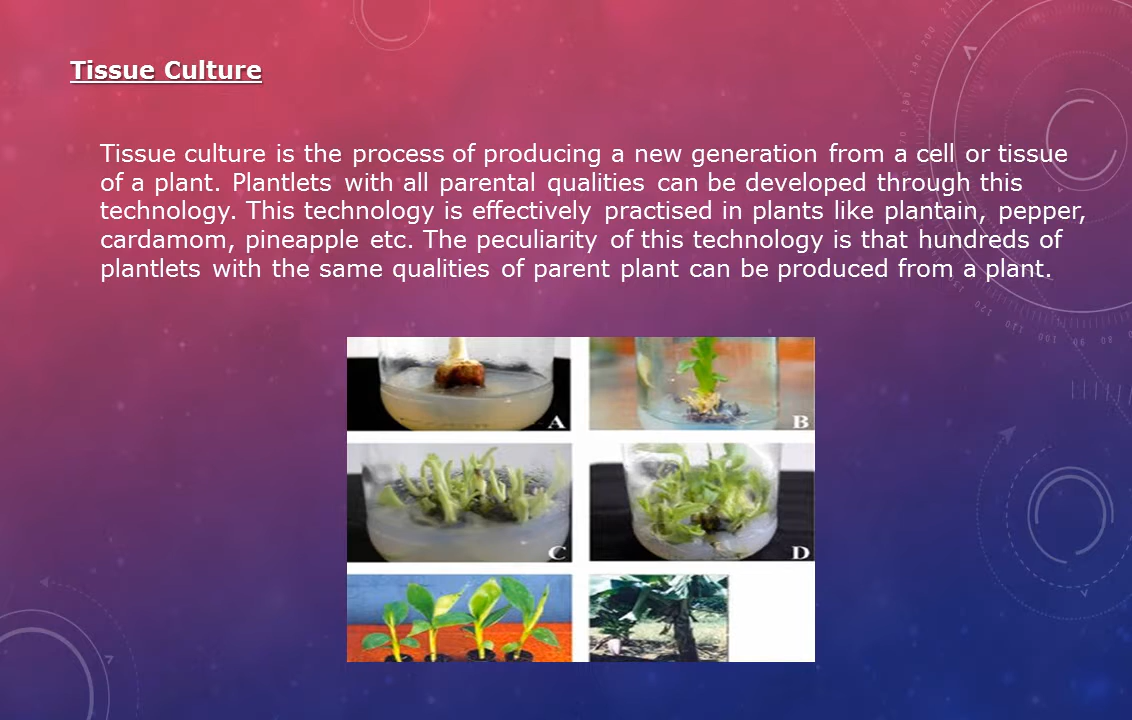 Tissue Culture
Tissue culture is the process of producing a new generation from a cell or tissue
of a plant. Plantlets with all parental qualities can be developed through this
technology. This technology is effectively practised in plants like plantain, pepper,
cardamom, pineapple etc. The peculiarity of this technology is that hundreds of
plantlets with the same qualities of parent plant can be produced from a plant.
A
B
C
D